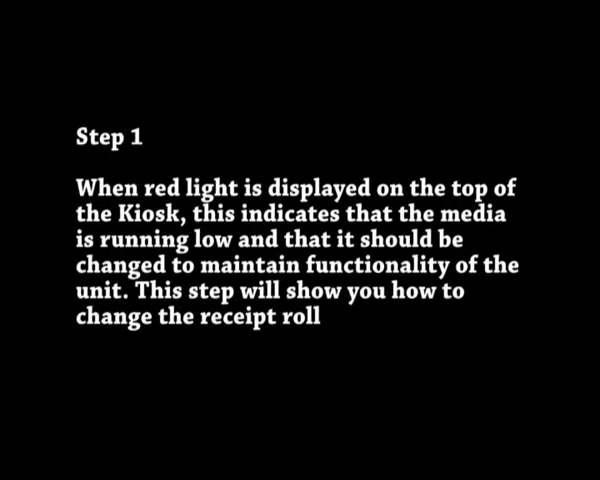 Step 1
When red light is displayed on the top of
the Kiosk, this indicates that the media
is running low and that it should be
changed to maintain functionality of the
unit. This step will show you how to
change the receipt roll